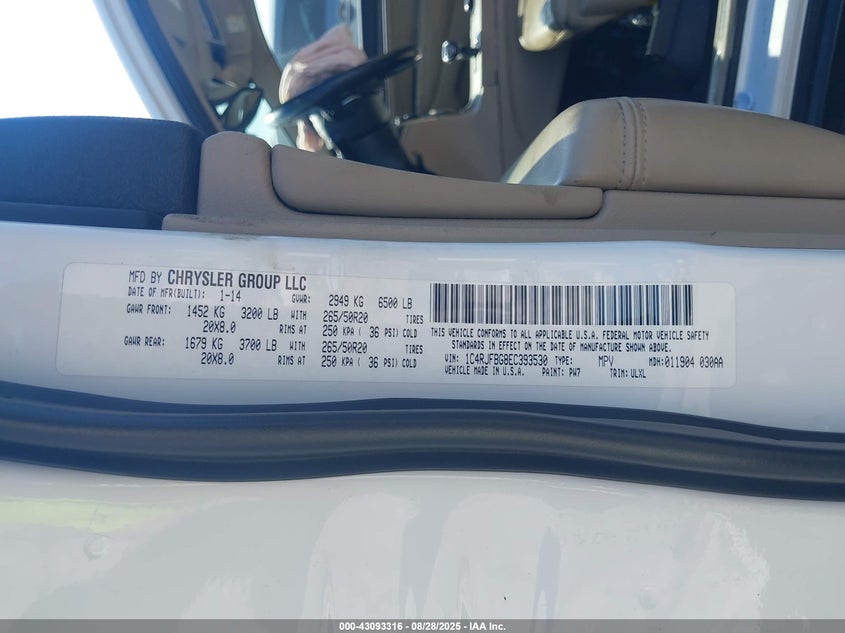 MFD BY CHRYSLER GROUP LLC
DATE OF MFR(BUILT): 1-14 GVWR: 2949 KG 6500 LB
GAWR FRONT: 1452 KG 3200 LB WITH 265/50R20 TIRES
20X8.0 RIMS AT 250 KPA ( 36 PSI) COLD
GAWR REAR: 1679 KG 3700 LB WITH 265/50R20 TIRES
20X8.0 RIMS AT 250 KPA ( 36 PSI) COLD
THIS VEHICLE CONFORMS TO ALL APPLICABLE U.S.A. FEDERAL MOTOR VEHICLE SAFETY
STANDARDS IN EFFECT ON THE DATE OF MANUFACTURE SHOWN ABOVE.
VIN: 1C4RJFBG8EC393530 TYPE: MPV MDH:011904 030AA
VEHICLE MADE IN U.S.A. PAINT: PW7 TRIM: ULXL
000-43093316 - 08/28/2025 - IAA Inc.